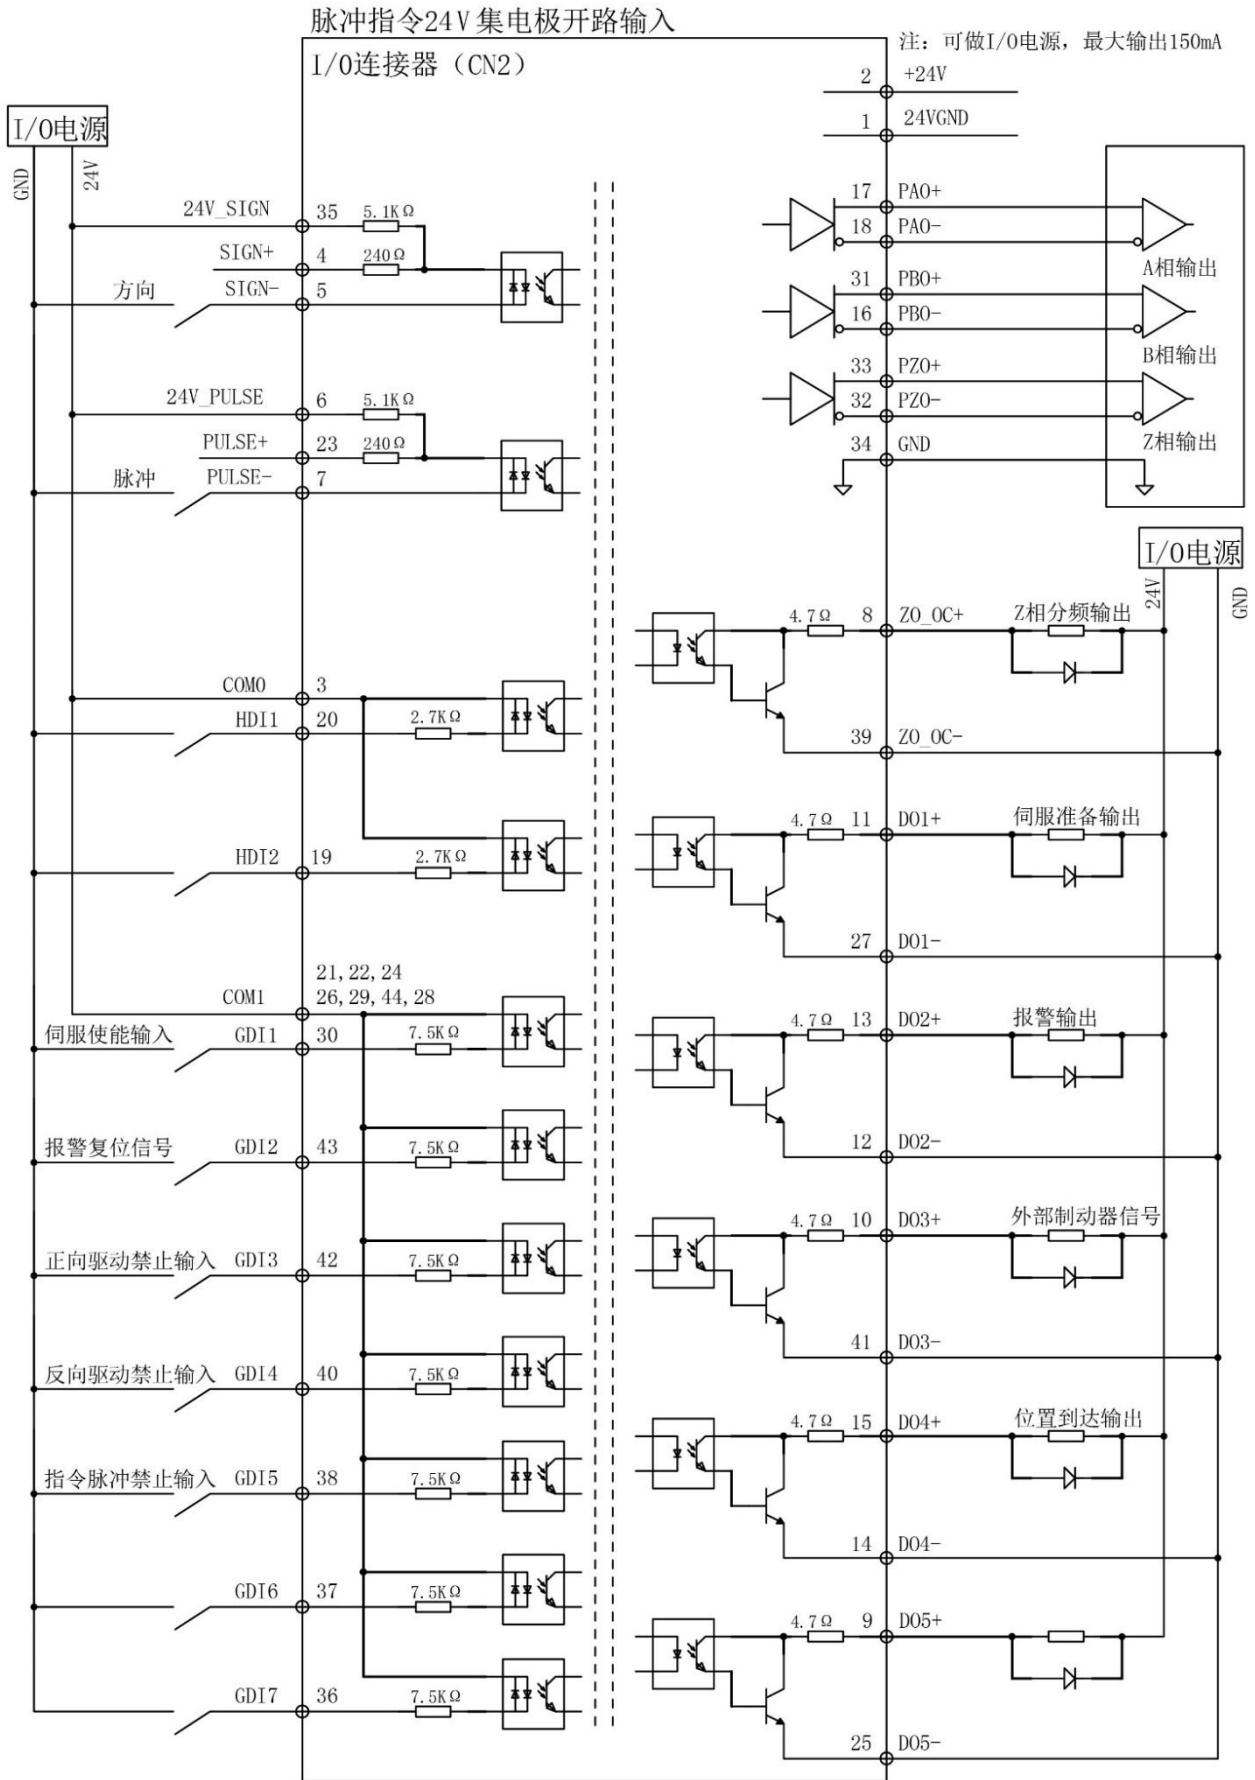 脉冲指令24V集电极开路输入
I/O连接器（CN2）
注：可做I/O电源，最大输出150mA
2 +24V
1 24VGND
I/O电源
GND
24V
24V_SIGN 35 5.1KΩ
SIGN+ 4 240Ω
方向 SIGN- 5
24V_PULSE 6 5.1KΩ
PULSE+ 23 240Ω
脉冲 PULSE- 7
COM0 3
HDI1 20 2.7KΩ
HDI2 19 2.7KΩ
21,22,24
COM1 26,29,44,28
伺服使能输入 GDI1 30 7.5KΩ
报警复位信号 GDI2 43 7.5KΩ
正向驱动禁止输入 GDI3 42 7.5KΩ
反向驱动禁止输入 GDI4 40 7.5KΩ
指令脉冲禁止输入 GDI5 38 7.5KΩ
GDI6 37 7.5KΩ
GDI7 36 7.5KΩ
17 PAO+
18 PAO-
A相输出
31 PBO+
16 PBO-
B相输出
33 PZO+
32 PZO-
Z相输出
34 GND
I/O电源
24V
GND
4.7Ω 8 ZO_OC+ Z相分频输出
39 ZO_OC-
4.7Ω 11 DO1+ 伺服准备输出
27 DO1-
4.7Ω 13 DO2+ 报警输出
12 DO2-
4.7Ω 10 DO3+ 外部制动器信号
41 DO3-
4.7Ω 15 DO4+ 位置到达输出
14 DO4-
4.7Ω 9 DO5+
25 DO5-